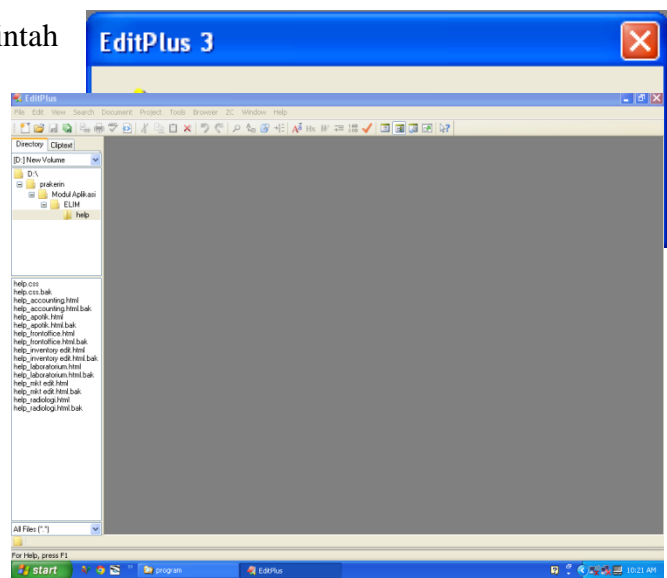 intah
EditPlus 3
EditPlus
File Edit View Search Document Project Tools Browser ZC Window Help
Directory Cliptext
[D:] New Volume
D:\
prakerin
Modul Aplikasi
ELIM
help
help.css
help.css.bak
help_accounting.html
help_accounting.html.bak
help_apotik.html
help_apotik.html.bak
help_frontoffice.html
help_frontoffice.html.bak
help_inventory edit.html
help_inventory edit.html.bak
help_laboratorium.html
help_laboratorium.html.bak
help_mkt edit.html
help_mkt edit.html.bak
help_radiologi.html
help_radiologi.html.bak
All Files (*.*)
For Help, press F1
start program EditPlus 10:21 AM